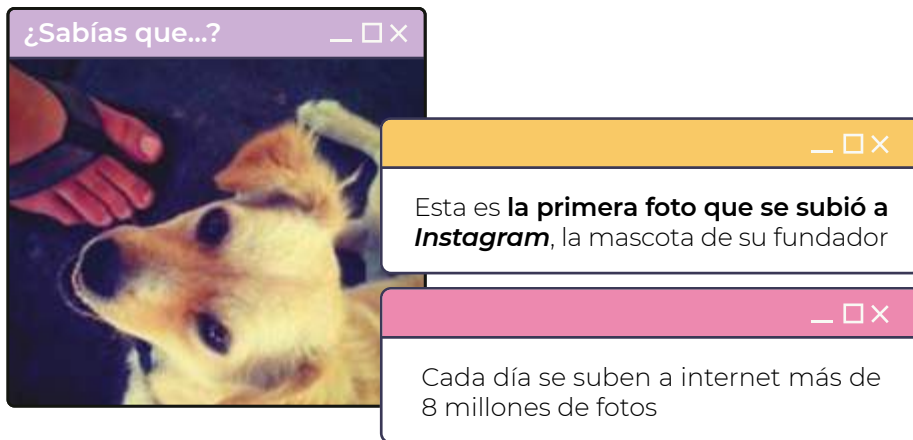 ¿Sabías que...?
Esta es la primera foto que se subió a
Instagram, la mascota de su fundador
Cada día se suben a internet más de
8 millones de fotos